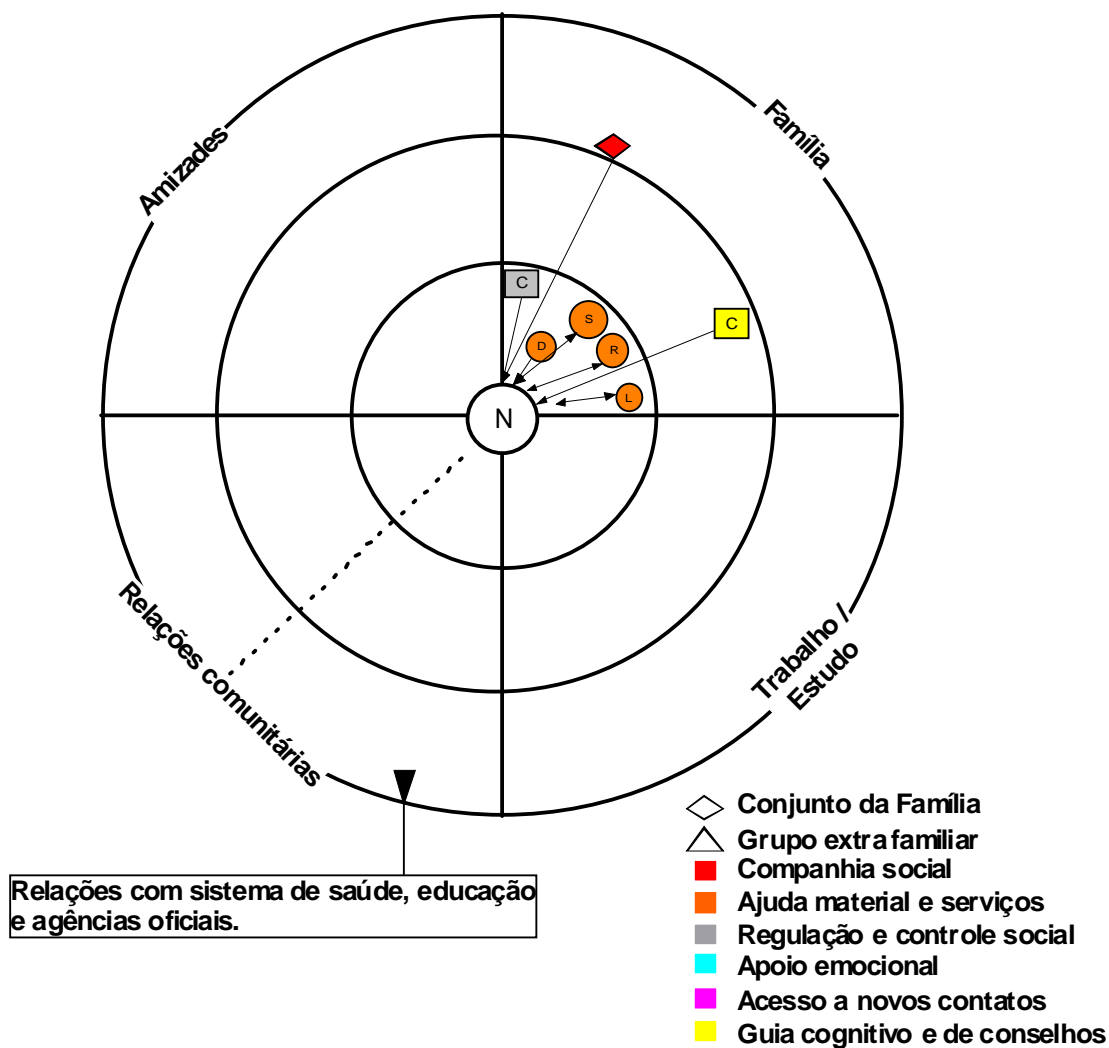 Amizades
Família
C
S
D
R
C
L
N
Relações comunitárias
Trabalho /
Estudo
Relações com sistema de saúde, educação
e agências oficiais.
Conjunto da Família
Grupo extra familiar
Companhia social
Ajuda material e serviços
Regulação e controle social
Apoio emocional
Acesso a novos contatos
Guia cognitivo e de conselhos